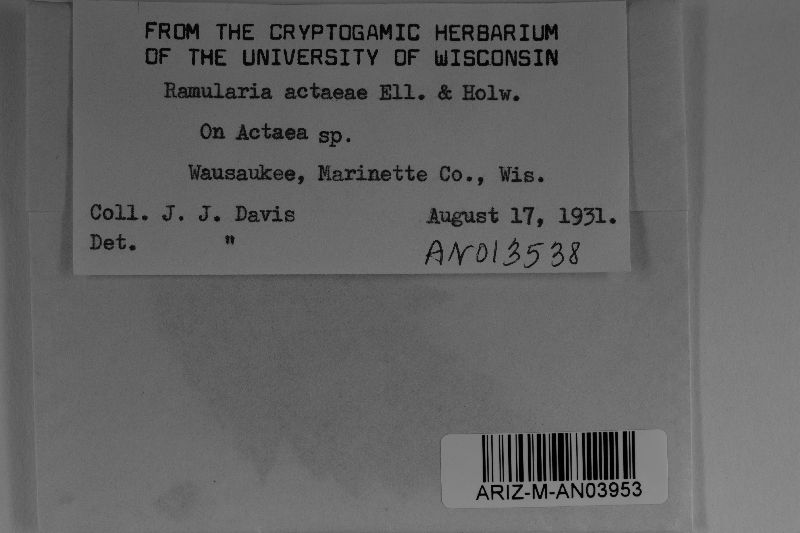 FROM THE CRYPTOGAMIC HERBARIUM
OF THE UNIVERSITY OF WISCONSIN
Ramularia actaeae Ell. & Holw.
On Actaea sp.
Wausaukee, Marinette Co., Wis.
Coll. J. J. Davis August 17, 1931.
Det. "
AN013538
ARIZ-M-AN03953